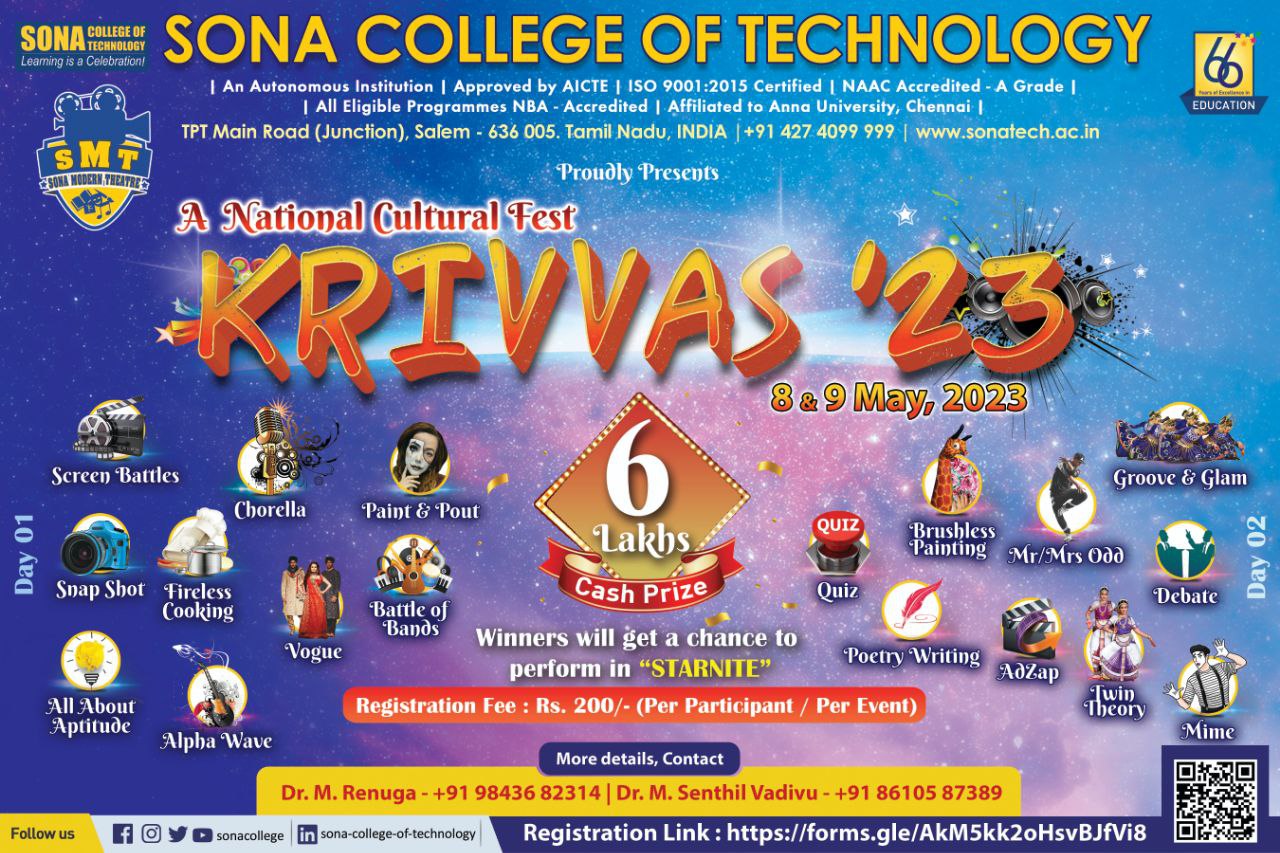 SONA COLLEGE OF TECHNOLOGY
Learning is a Celebration!
SONA COLLEGE OF TECHNOLOGY
| An Autonomous Institution | Approved by AICTE | ISO 9001:2015 Certified | NAAC Accredited - A Grade |
| All Eligible Programmes NBA - Accredited | Affiliated to Anna University, Chennai |
TPT Main Road (Junction), Salem - 636 005. Tamil Nadu, INDIA | +91 427 4099 999 | www.sonatech.ac.in
66
Years of Excellence in
EDUCATION
SMT
SONA MODERN THEATRE
Proudly Presents
A National Cultural Fest
KRIVVAS '23
8 & 9 May, 2023
Day 01
Screen Battles
Chorella
Paint & Pout
Snap Shot
Fireless
Cooking
Vogue
Battle of
Bands
All About
Aptitude
Alpha Wave
6
Lakhs
Cash Prize
Winners will get a chance to
perform in “STARNITE”
Registration Fee : Rs. 200/- (Per Participant / Per Event)
Day 02
Groove & Glam
Brushless
Painting
Mr/Mrs Odd
QUIZ
Quiz
Debate
Poetry Writing
AdZap
Twin
Theory
Mime
More details, Contact
Dr. M. Renuga - +91 98436 82314 | Dr. M. Senthil Vadivu - +91 86105 87389
Follow us
sonacollege
sona-college-of-technology
Registration Link : https://forms.gle/AkM5kk2oHsvBJfVi8